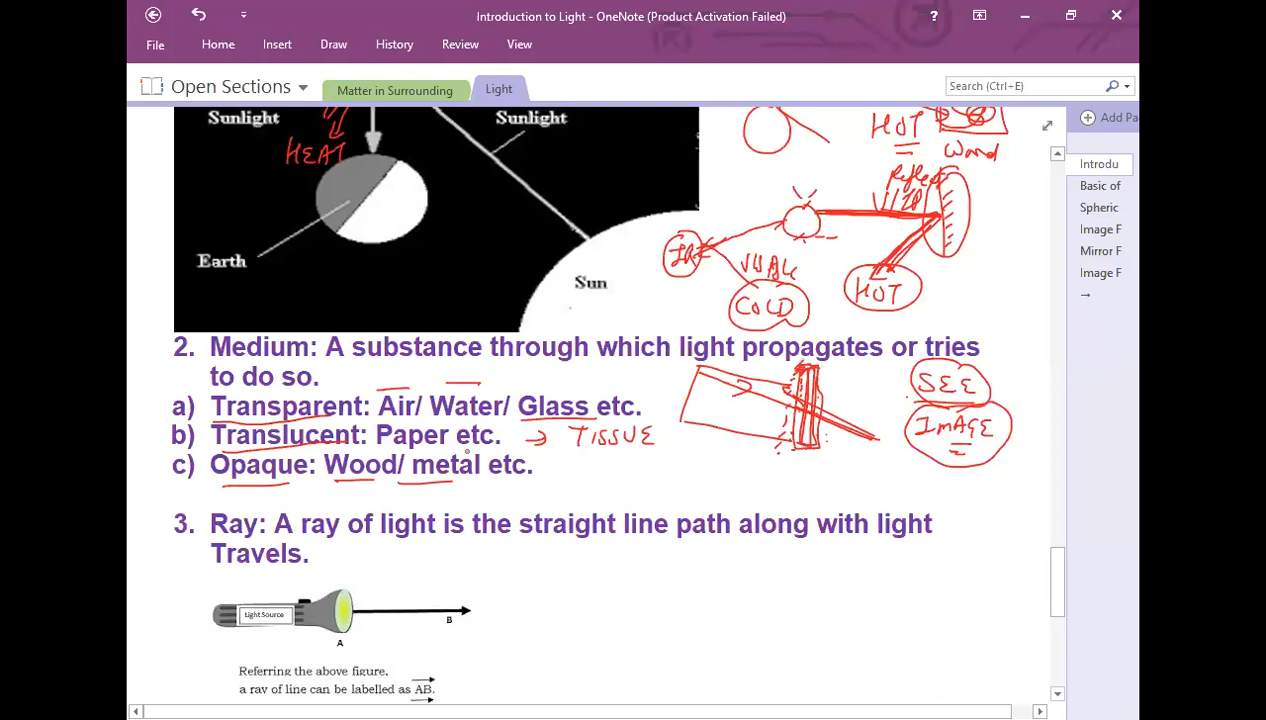 Introduction to Light - OneNote (Product Activation Failed)
?
File Home Insert Draw History Review View
Open Sections
Matter in Surrounding
Light
Search (Ctrl+E)
Add Pa
Introdu
Basic of
Spheric
Image F
Mirror F
Image F
Sunlight
Sunlight
HEAT
Earth
Sun
HOT
Wood
Reflect
V/IR
IR
COLD
HOT
2. Medium: A substance through which light propagates or tries
to do so.
a) Transparent: Air/ Water/ Glass etc.
b) Translucent: Paper etc. → TISSUE
c) Opaque: Wood/ metal etc.
SEE
IMAGE
3. Ray: A ray of light is the straight line path along with light
Travels.
Light Source
A
B
Referring the above figure,
a ray of line can be labelled as AB.